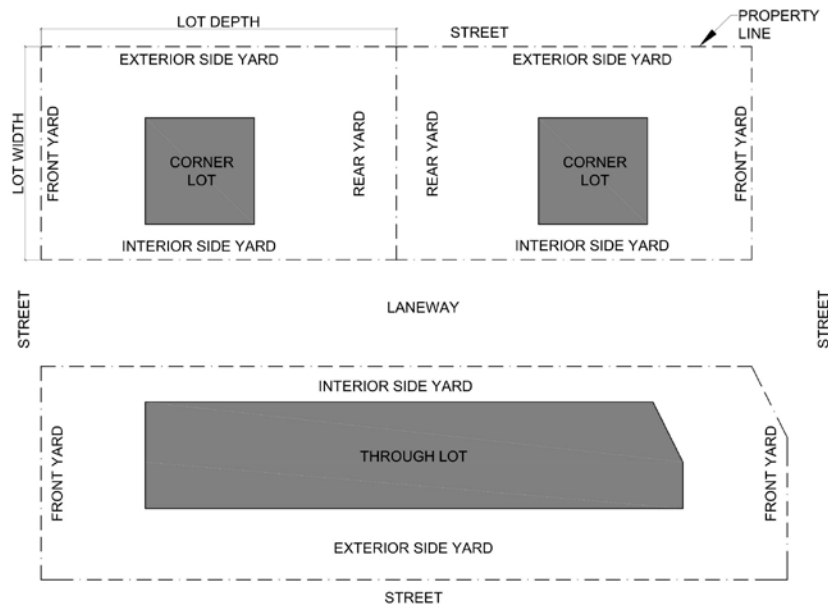 LOT DEPTH
STREET
PROPERTY
LINE
EXTERIOR SIDE YARD
EXTERIOR SIDE YARD
LOT WIDTH
FRONT YARD
CORNER
LOT
REAR YARD
REAR YARD
CORNER
LOT
FRONT YARD
INTERIOR SIDE YARD
INTERIOR SIDE YARD
STREET
LANEWAY
STREET
INTERIOR SIDE YARD
FRONT YARD
THROUGH LOT
FRONT YARD
EXTERIOR SIDE YARD
STREET